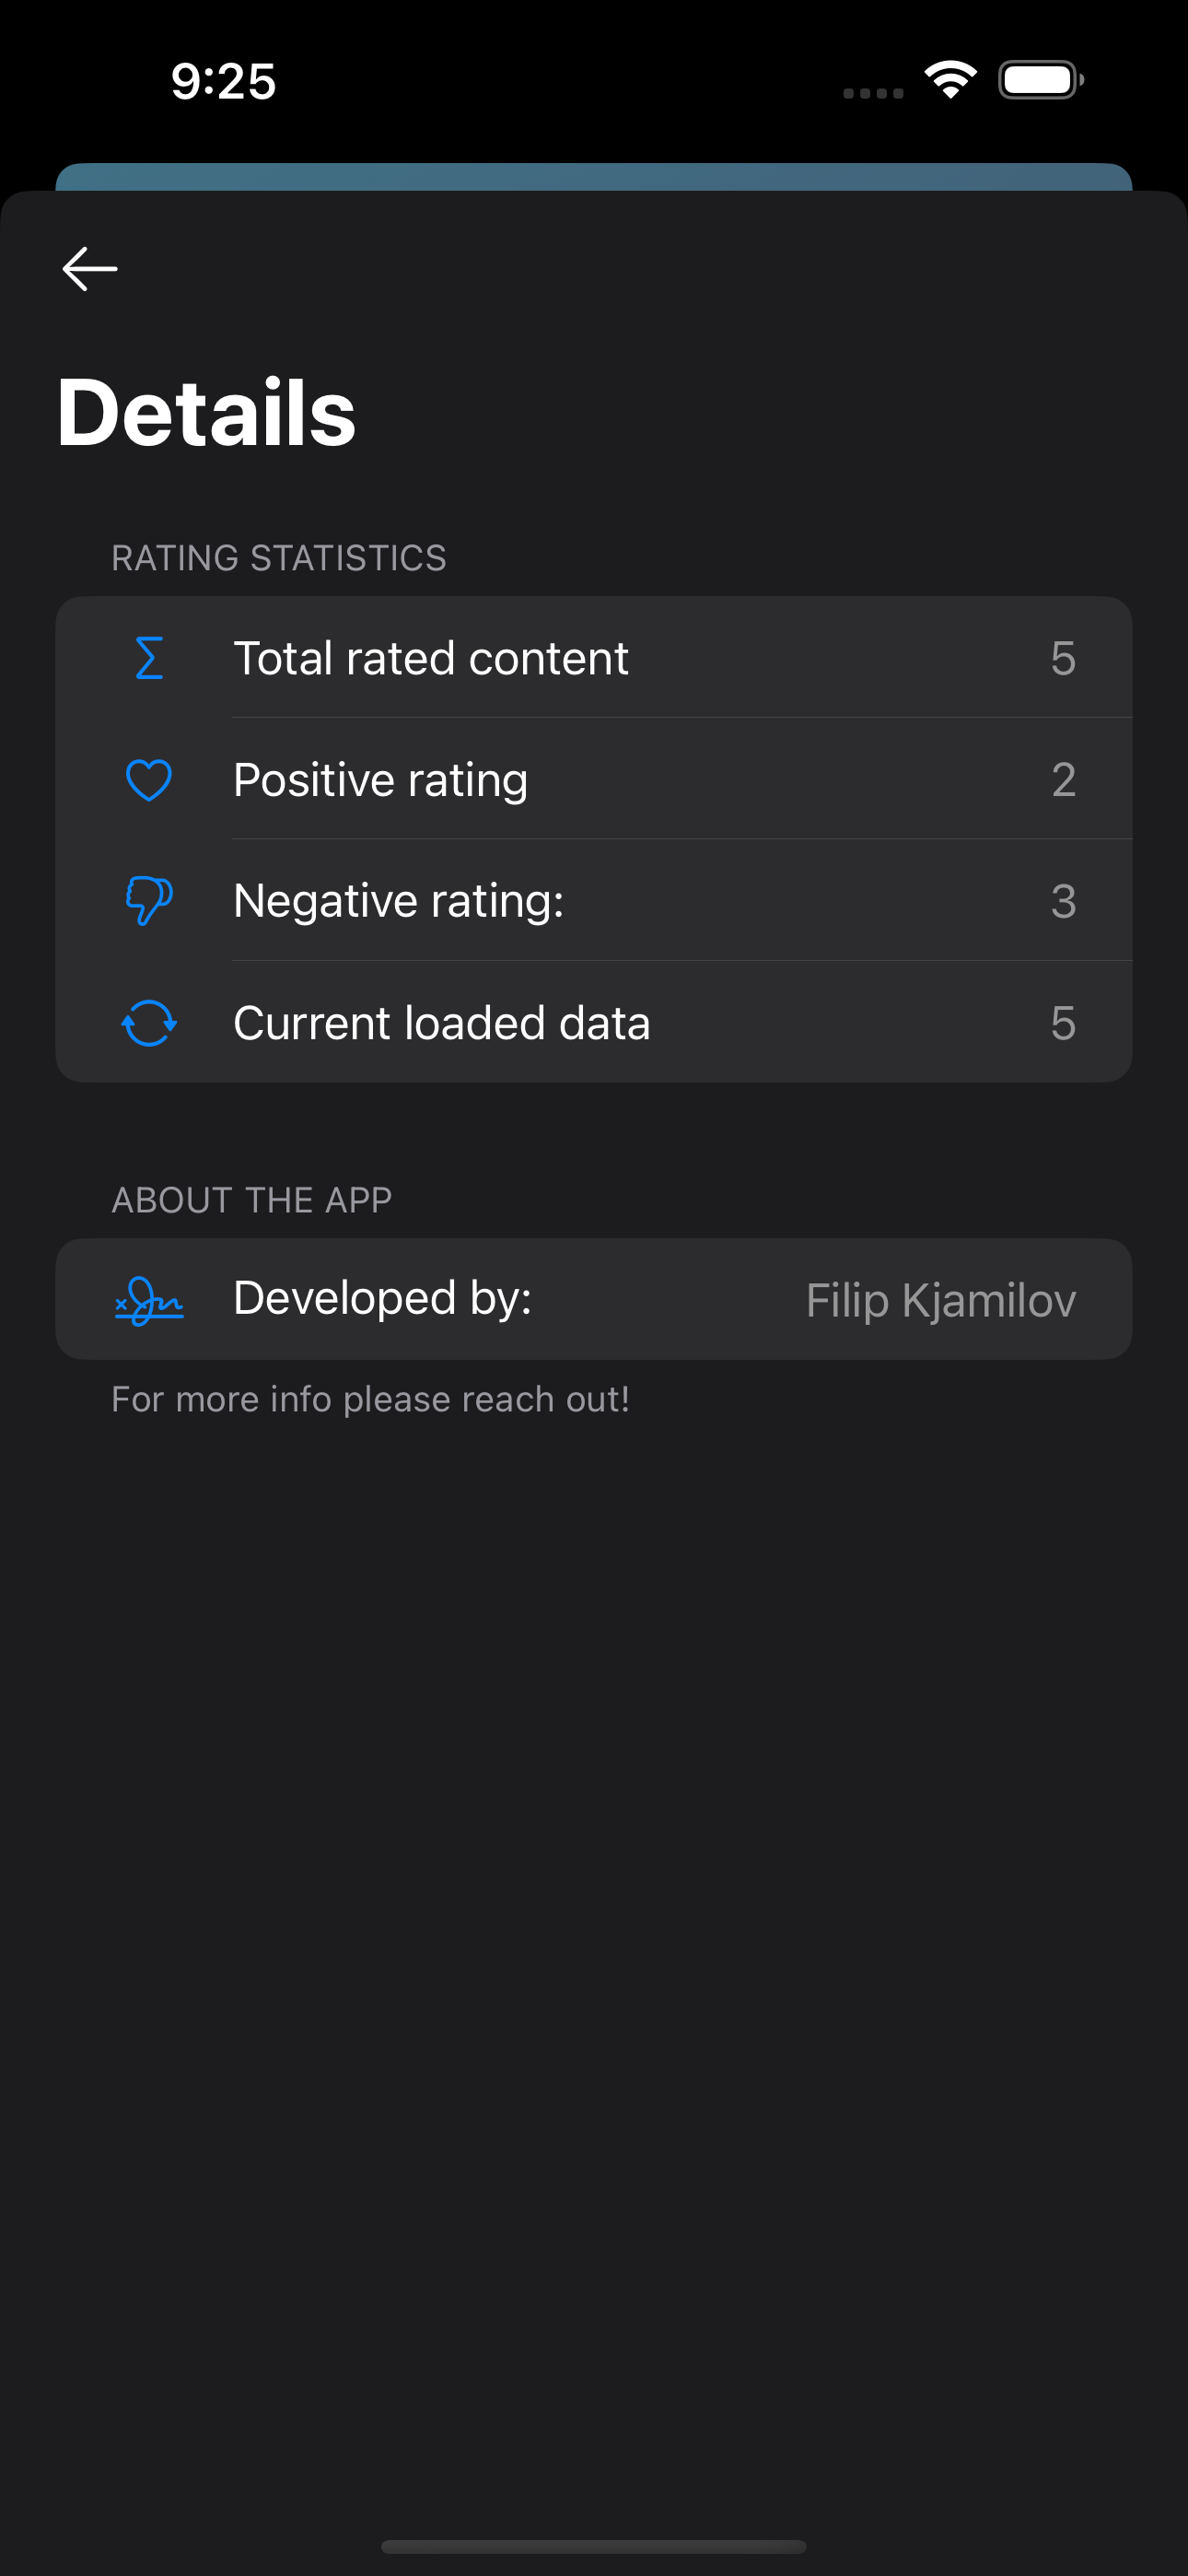 9:25
Details
RATING STATISTICS
Total rated content 5
Positive rating 2
Negative rating: 3
Current loaded data 5
ABOUT THE APP
Developed by: Filip Kjamilov
For more info please reach out!